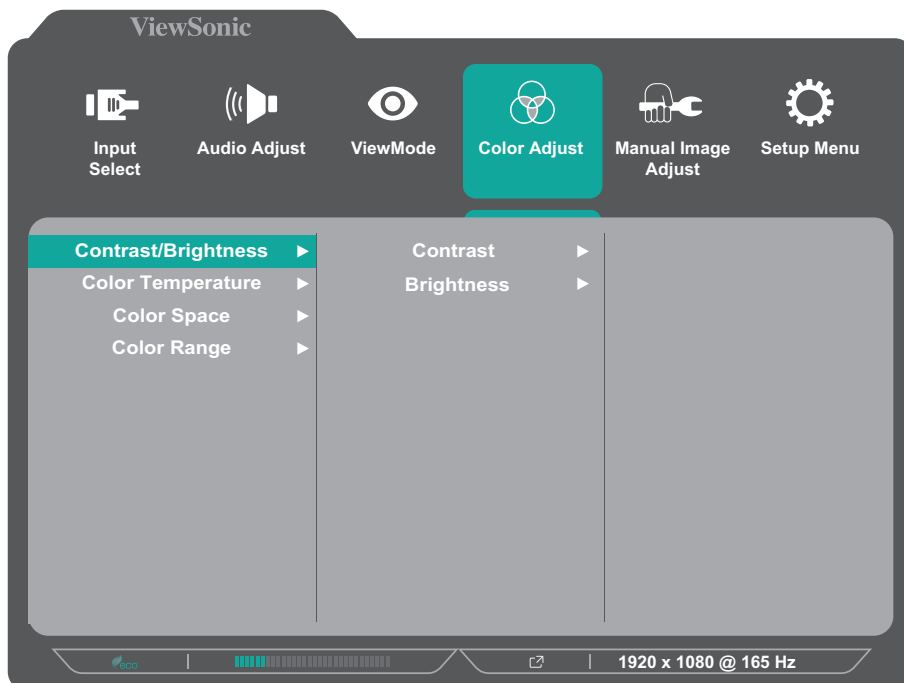 ViewSonic
Input
Select
Audio Adjust
ViewMode
Color Adjust
Manual Image
Adjust
Setup Menu
Contrast/Brightness
Color Temperature
Color Space
Color Range
Contrast
Brightness
eco
1920 x 1080 @ 165 Hz